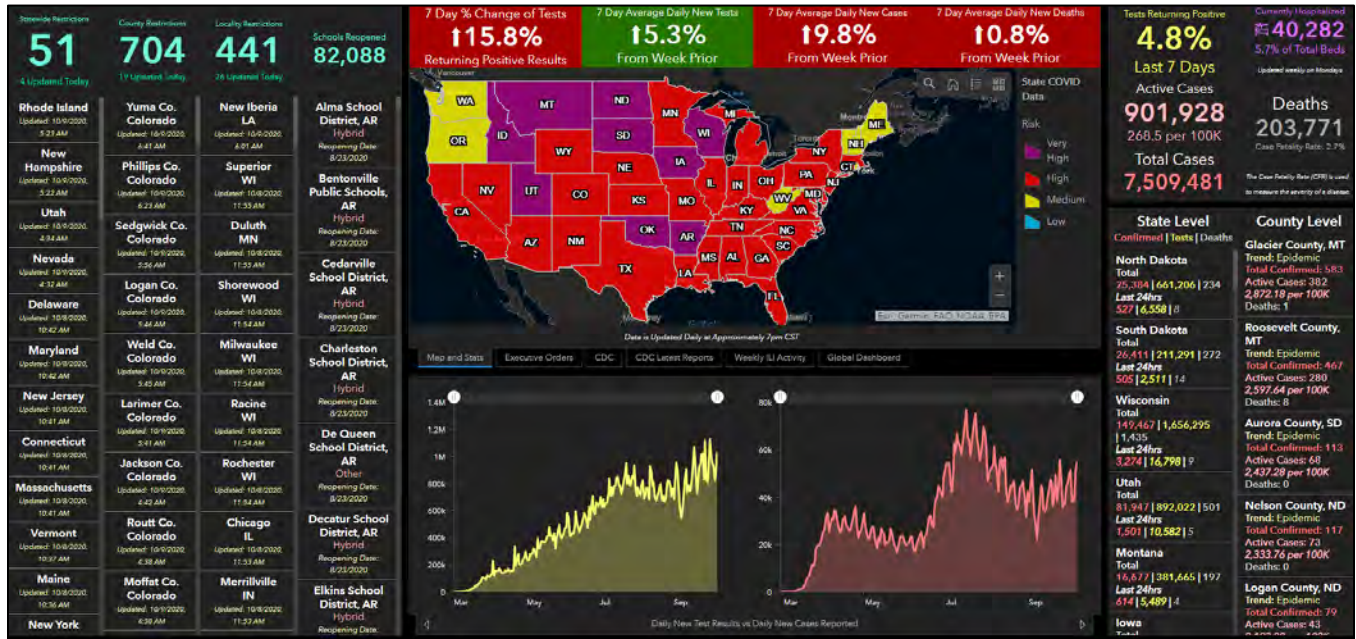 Statewide Restrictions
51
4 Updated Today
County Restrictions
704
19 Updated Today
Locality Restrictions
441
26 Updated Today
Schools Reopened
82,088
Rhode Island
Updated: 10/9/2020,
5:23 AM
New
Hampshire
Updated: 10/9/2020,
5:22 AM
Utah
Updated: 10/9/2020,
4:34 AM
Nevada
Updated: 10/9/2020,
4:32 AM
Delaware
Updated: 10/8/2020,
10:42 AM
Maryland
Updated: 10/8/2020,
10:42 AM
New Jersey
Updated: 10/8/2020,
10:41 AM
Connecticut
Updated: 10/8/2020,
10:41 AM
Massachusetts
Updated: 10/8/2020,
10:41 AM
Vermont
Updated: 10/8/2020,
10:37 AM
Maine
Updated: 10/8/2020,
10:36 AM
New York
Yuma Co.
Colorado
Updated: 10/9/2020,
6:41 AM
Phillips Co.
Colorado
Updated: 10/9/2020,
6:23 AM
Sedgwick Co.
Colorado
Updated: 10/9/2020,
5:56 AM
Logan Co.
Colorado
Updated: 10/9/2020,
5:46 AM
Weld Co.
Colorado
Updated: 10/9/2020,
5:45 AM
Larimer Co.
Colorado
Updated: 10/9/2020,
5:41 AM
Jackson Co.
Colorado
Updated: 10/9/2020,
4:42 AM
Routt Co.
Colorado
Updated: 10/9/2020,
4:38 AM
Moffat Co.
Colorado
Updated: 10/9/2020,
4:30 AM
New Iberia
LA
Updated: 10/9/2020,
6:01 AM
Superior
WI
Updated: 10/8/2020,
11:55 AM
Duluth
MN
Updated: 10/8/2020,
11:55 AM
Shorewood
WI
Updated: 10/8/2020,
11:54 AM
Milwaukee
WI
Updated: 10/8/2020,
11:54 AM
Racine
WI
Updated: 10/8/2020,
11:54 AM
Rochester
WI
Updated: 10/8/2020,
11:54 AM
Chicago
IL
Updated: 10/8/2020,
11:53 AM
Merrillville
IN
Updated: 10/8/2020,
11:53 AM
Alma School
District, AR
Hybrid
Reopening Date:
8/23/2020
Bentonville
Public Schools,
AR
Hybrid
Reopening Date:
8/23/2020
Cedarville
School District,
AR
Hybrid
Reopening Date:
8/23/2020
Charleston
School District,
AR
Hybrid
Reopening Date:
8/23/2020
De Queen
School District,
AR
Other
Reopening Date:
8/23/2020
Decatur School
District, AR
Hybrid
Reopening Date:
8/23/2020
Elkins School
District, AR
Hybrid
Reopening Date:
7 Day % Change of Tests
↑15.8%
Returning Positive Results
7 Day Average Daily New Tests
↑5.3%
From Week Prior
7 Day Average Daily New Cases
↑9.8%
From Week Prior
7 Day Average Daily New Deaths
↑0.8%
From Week Prior
Vancouver
WA
MT
ND
MN
MI
ME
OR
ID
SD
WI
NH
WY
NY
IA
CT
NE
PA
NJ
NV
UT
CO
IL
IN
OH
MD
KS
MO
WV
VA
CA
KY
OK
TN
NC
AZ
NM
AR
SC
MS
AL
GA
TX
LA
FL
State COVID
Data
Risk
Very
High
High
Medium
Low
+
−
Esri, Garmin, FAO, NOAA, EPA
Data is Updated Daily at Approximately 7pm CST
Map and Stats
Executive Orders
CDC
CDC Latest Reports
Weekly ILI Activity
Global Dashboard
1.4M
1M
800k
600k
400k
200k
0
Mar
May
Jul
Sep
80k
60k
40k
20k
0
Mar
May
Jul
Sep
Daily New Test Results vs Daily New Cases Reported
Tests Returning Positive
4.8%
Last 7 Days
Active Cases
901,928
268.5 per 100K
Total Cases
7,509,481
Currently Hospitalized
40,282
5.7% of Total Beds
Updated weekly on Mondays
Deaths
203,771
Case Fatality Rate: 2.7%
The Case Fatality Rate (CFR) is used
to measure the severity of a disease
State Level
Confirmed | Tests | Deaths
North Dakota
Total
25,384 | 661,206 | 234
Last 24hrs
527 | 6,558 | 8
South Dakota
Total
26,411 | 211,291 | 272
Last 24hrs
505 | 2,511 | 14
Wisconsin
Total
149,467 | 1,656,295
| 1,435
Last 24hrs
3,274 | 16,798 | 9
Utah
Total
81,947 | 892,022 | 501
Last 24hrs
1,501 | 10,582 | 5
Montana
Total
16,677 | 381,665 | 197
Last 24hrs
614 | 5,489 | 4
Iowa
Total
County Level
Glacier County, MT
Trend: Epidemic
Total Confirmed: 583
Active Cases: 382
2,872.18 per 100K
Deaths: 1
Roosevelt County,
MT
Trend: Epidemic
Total Confirmed: 467
Active Cases: 280
2,597.64 per 100K
Deaths: 8
Aurora County, SD
Trend: Epidemic
Total Confirmed: 113
Active Cases: 68
2,437.28 per 100K
Deaths: 0
Nelson County, ND
Trend: Epidemic
Total Confirmed: 117
Active Cases: 73
2,333.76 per 100K
Deaths: 0
Logan County, ND
Trend: Epidemic
Total Confirmed: 79
Active Cases: 43